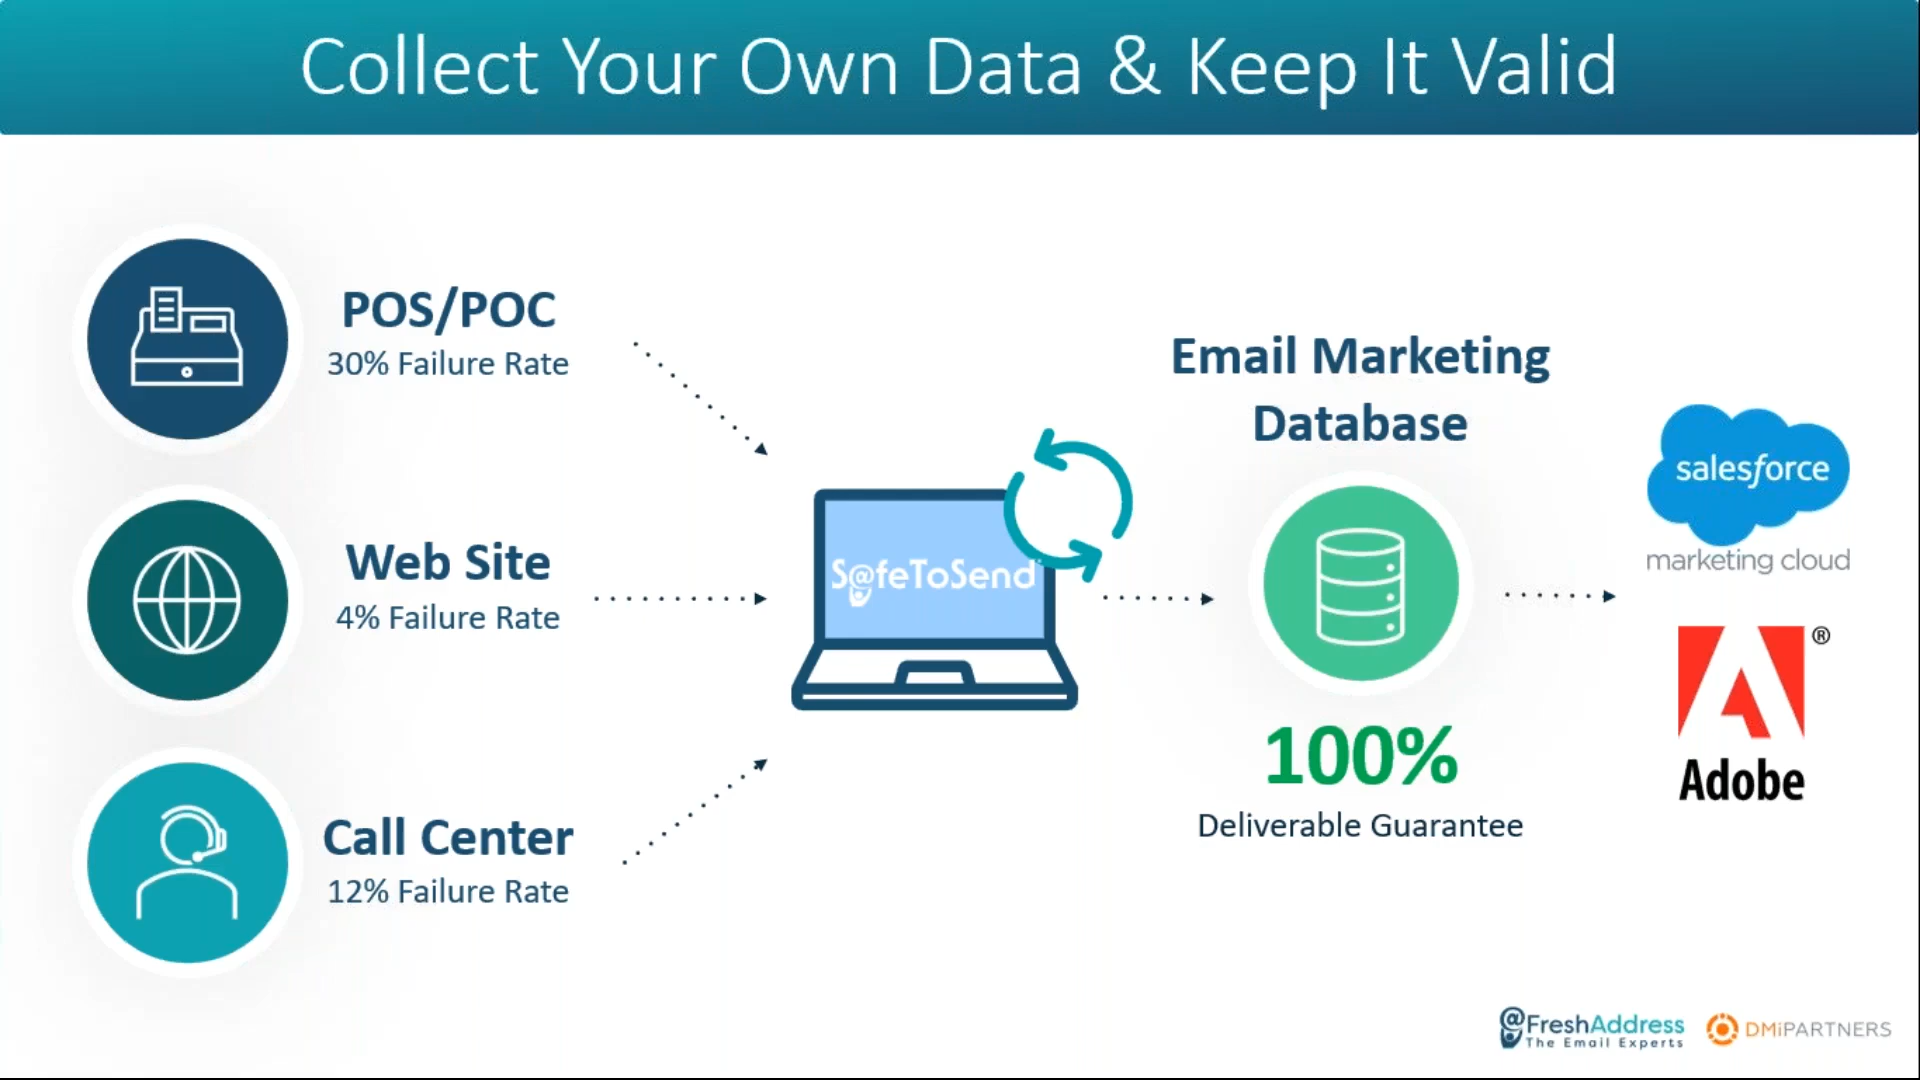 Collect Your Own Data & Keep It Valid
POS/POC
30% Failure Rate
Web Site
4% Failure Rate
Call Center
12% Failure Rate
S@feToSend
Email Marketing
Database
100%
Deliverable Guarantee
salesforce
marketing cloud
®
Adobe
@FreshAddress
The Email Experts
DMiPARTNERS